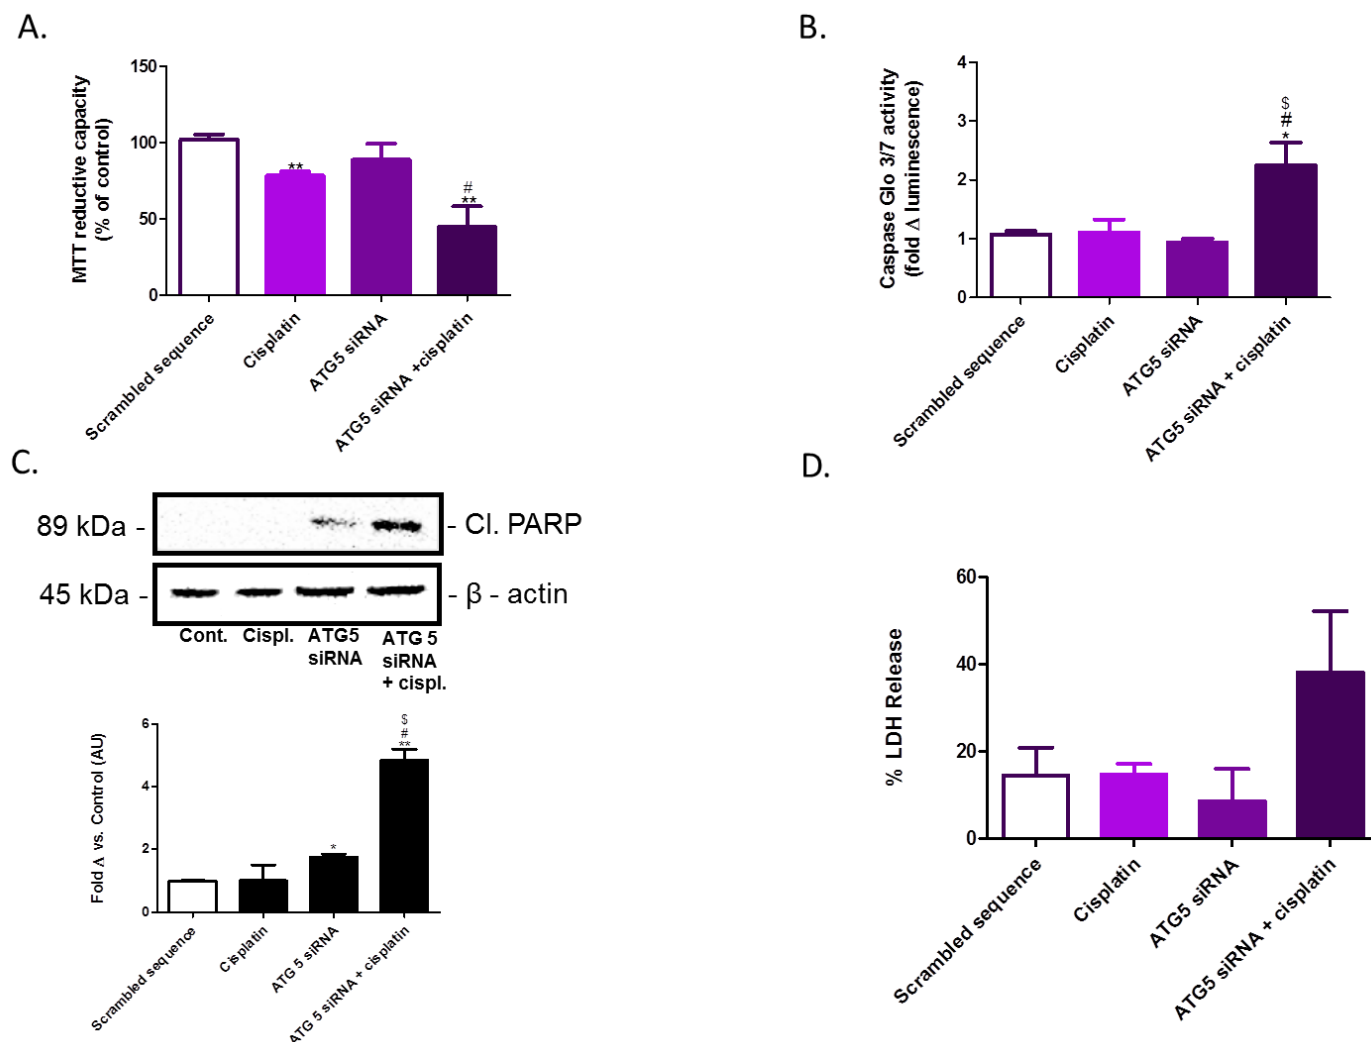 A.
MTT reductive capacity
(% of control)
150
100
50
0
**
#
**
Scrambled sequence
Cisplatin
ATG5 siRNA
ATG5 siRNA +cisplatin
B.
Caspase Glo 3/7 activity
(fold Δ luminescence)
4
3
2
1
0
$
#
*
Scrambled sequence
Cisplatin
ATG5 siRNA
ATG5 siRNA + cisplatin
C.
89 kDa -
- Cl. PARP
45 kDa -
- β - actin
Cont.
Cispl.
ATG5
siRNA
ATG 5
siRNA
+ cispl.
Fold Δ vs. Control (AU)
6
4
2
0
*
$
#
**
Scrambled sequence
Cisplatin
ATG 5 siRNA
ATG 5 siRNA + cisplatin
D.
% LDH Release
60
40
20
0
Scrambled sequence
Cisplatin
ATG5 siRNA
ATG5 siRNA + cisplatin